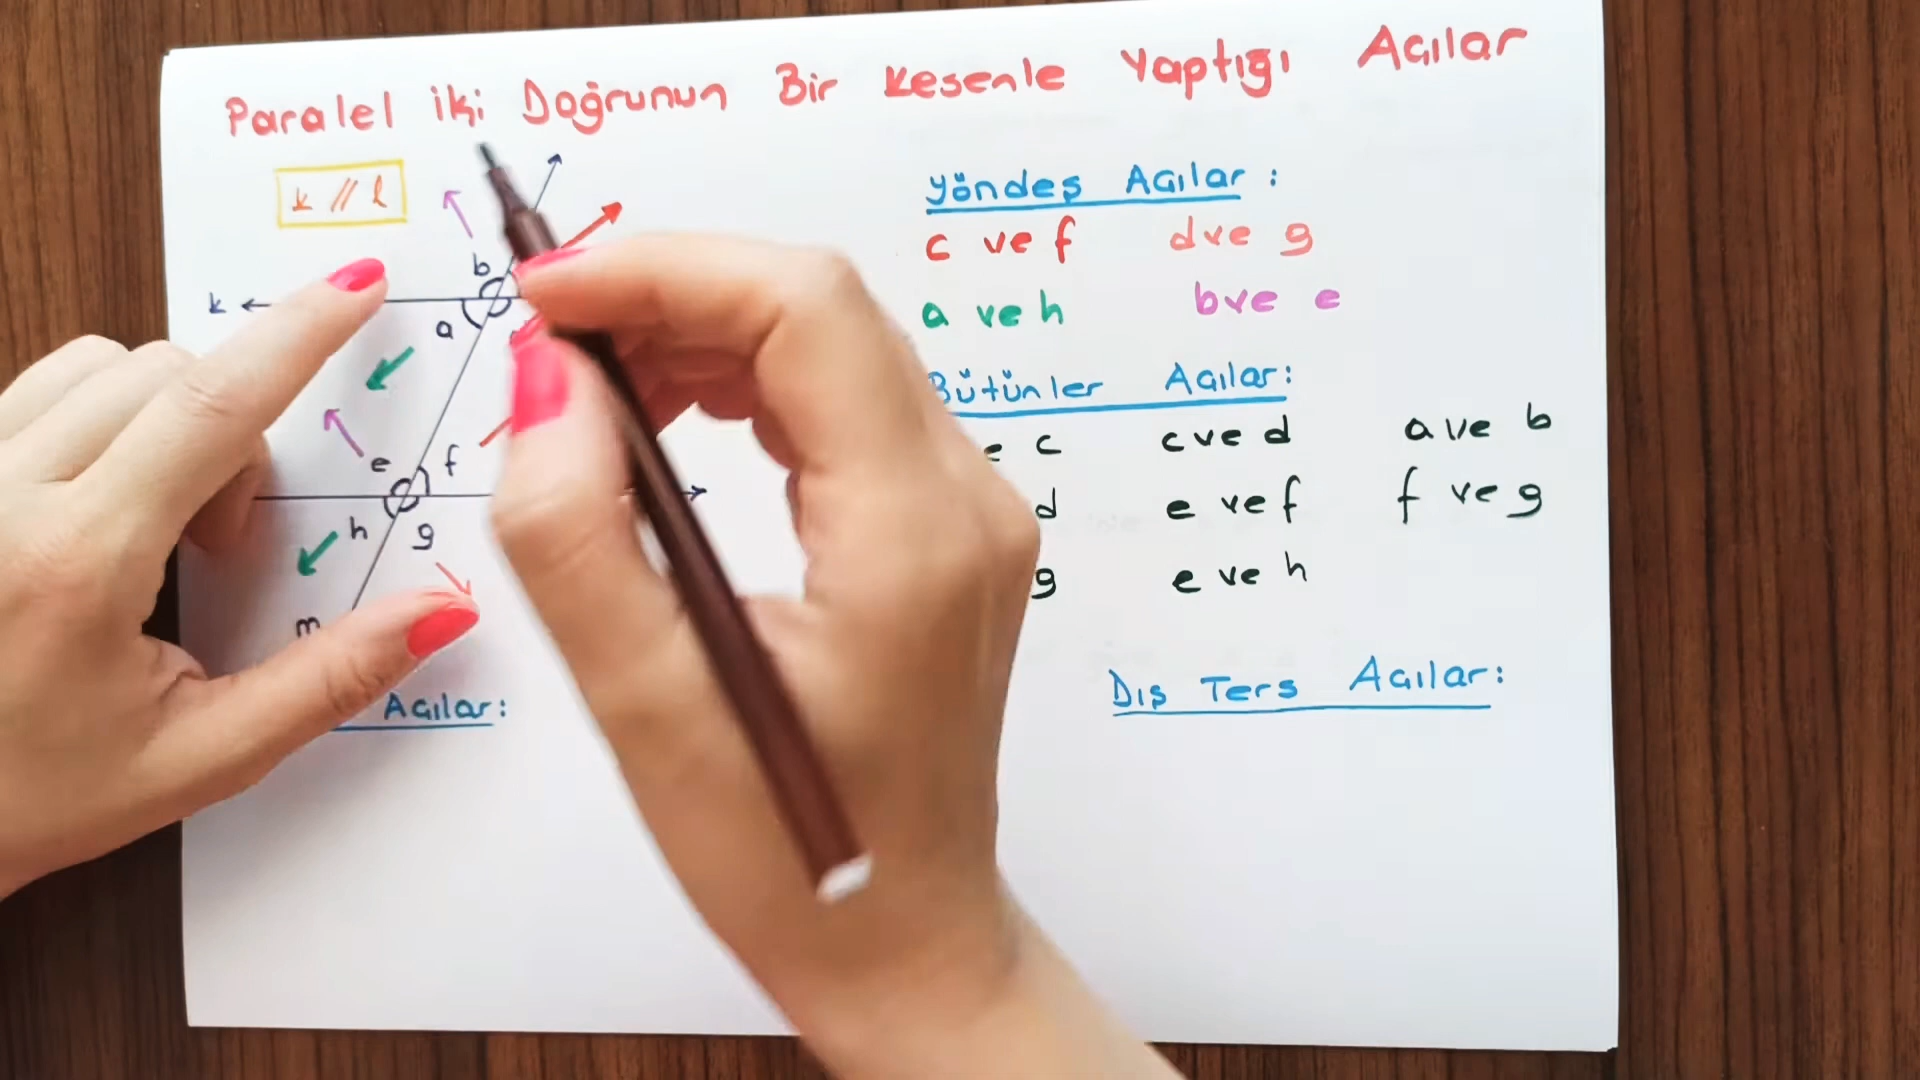 Paralel iki Doğrunun Bir Kesenle Yaptığı Açılar
k // l
k
b
a
e
f
h
g
m
Açılar:
Yöndeş Açılar :
c ve f d ve g
a ve h b ve e
Bütünler Açılar:
c c ve d a ve b
d e ve f f ve g
g e ve h
Dış Ters Açılar: